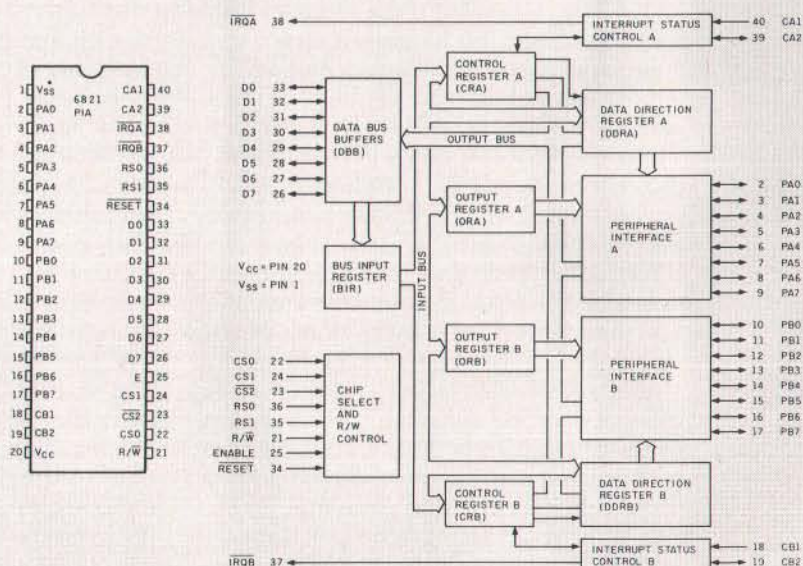 6821
PIA
1 VSS CA1 40
2 PA0 CA2 39
3 PA1 IRQA 38
4 PA2 IRQB 37
5 PA3 RS0 36
6 PA4 RS1 35
7 PA5 RESET 34
8 PA6 D0 33
9 PA7 D1 32
10 PB0 D2 31
11 PB1 D3 30
12 PB2 D4 29
13 PB3 D5 28
14 PB4 D6 27
15 PB5 D7 26
16 PB6 E 25
17 PB7 CS1 24
18 CB1 CS2 23
19 CB2 CS0 22
20 VCC R/W 21
IRQA 38
D0 33
D1 32
D2 31
D3 30
D4 29
D5 28
D6 27
D7 26
DATA BUS
BUFFERS
(DBB)
VCC = PIN 20
VSS = PIN 1
BUS INPUT
REGISTER
(BIR)
CS0 22
CS1 24
CS2 23
RS0 36
RS1 35
R/W 21
ENABLE 25
RESET 34
CHIP
SELECT
AND
R/W
CONTROL
IRQB 37
INPUT BUS
OUTPUT BUS
CONTROL
REGISTER A
(CRA)
OUTPUT
REGISTER A
(ORA)
OUTPUT
REGISTER B
(ORB)
CONTROL
REGISTER B
(CRB)
INTERRUPT STATUS
CONTROL A
40 CA1
39 CA2
DATA DIRECTION
REGISTER A
(DDRA)
PERIPHERAL
INTERFACE
A
2 PA0
3 PA1
4 PA2
5 PA3
6 PA4
7 PA5
8 PA6
9 PA7
PERIPHERAL
INTERFACE
B
10 PB0
11 PB1
12 PB2
13 PB3
14 PB4
15 PB5
16 PB6
17 PB7
DATA DIRECTION
REGISTER B
(DDRB)
INTERRUPT STATUS
CONTROL B
18 CB1
19 CB2